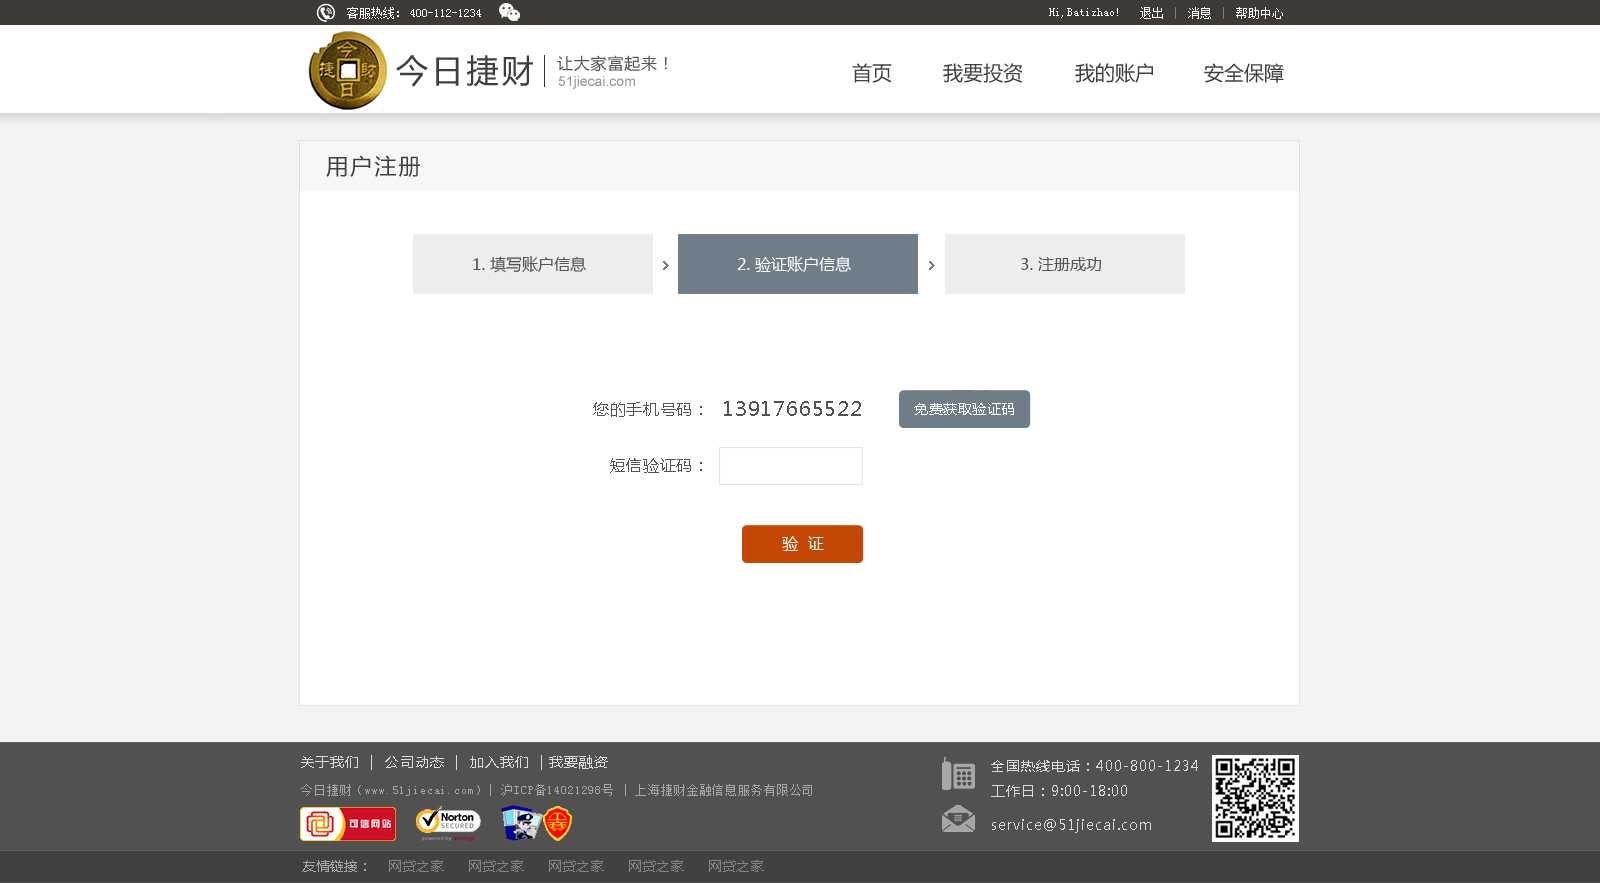 客服热线： 400-112-1234
Hi,Batizhao! 退出 | 消息 | 帮助中心
今 捷 財 日
今日捷财 | 让大家富起来！
51jiecai.com
首页 我要投资 我的账户 安全保障
用户注册
1. 填写账户信息 › 2. 验证账户信息 › 3. 注册成功
您的手机号码： 13917665522 免费获取验证码
短信验证码：
验 证
关于我们 | 公司动态 | 加入我们 | 我要融资
今日捷财（www.51jiecai.com）| 沪ICP备14021298号 | 上海捷财金融信息服务有限公司
可信网站
Norton
SECURED
全国热线电话：400-800-1234
工作日：9:00-18:00
service@51jiecai.com
友情链接： 网贷之家 网贷之家 网贷之家 网贷之家 网贷之家